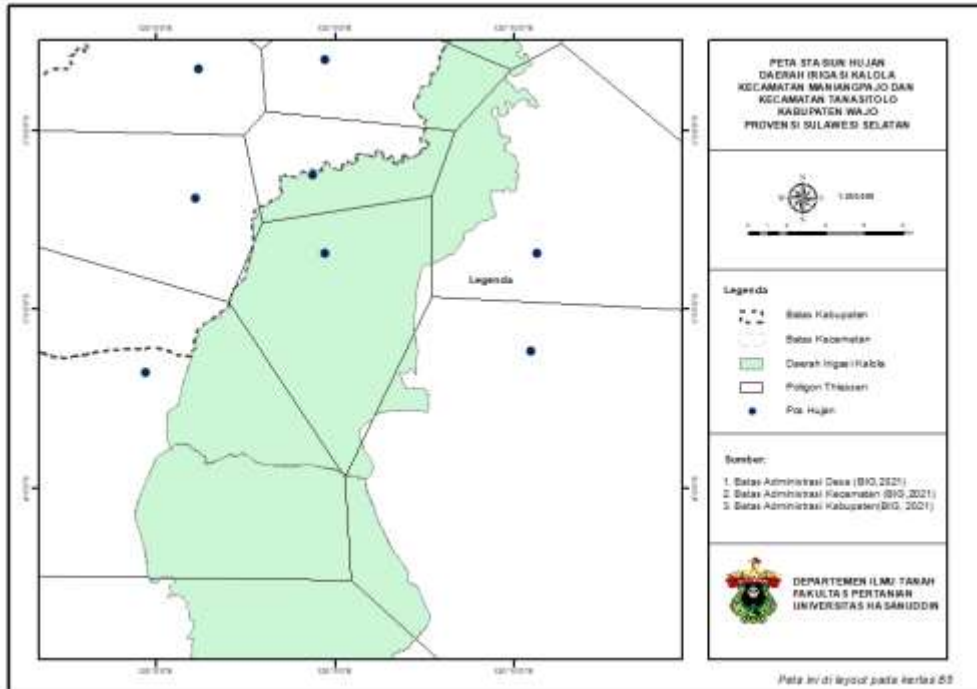 PETA STASIUN HUJAN
DAERAH IRIGASI KALOLA
KECAMATAN MANIANGPAJO DAN
KECAMATAN TANASITOLO
KABUPATEN WAJO
PROVINSI SULAWESI SELATAN
N
Legenda
Legenda
Batas Kabupaten
Batas Kecamatan
Daerah Irigasi Kalola
Poligon Thiessen
Pos Hujan
Sumber:
1. Batas Administrasi Desa (BIG,2021)
2. Batas Administrasi Kecamatan (BIG,2021)
3. Batas Administrasi Kabupaten(BIG, 2021)
DEPARTEMEN ILMU TANAH
FAKULTAS PERTANIAN
UNIVERSITAS HASANUDDIN
Peta ini di layout pada kertas